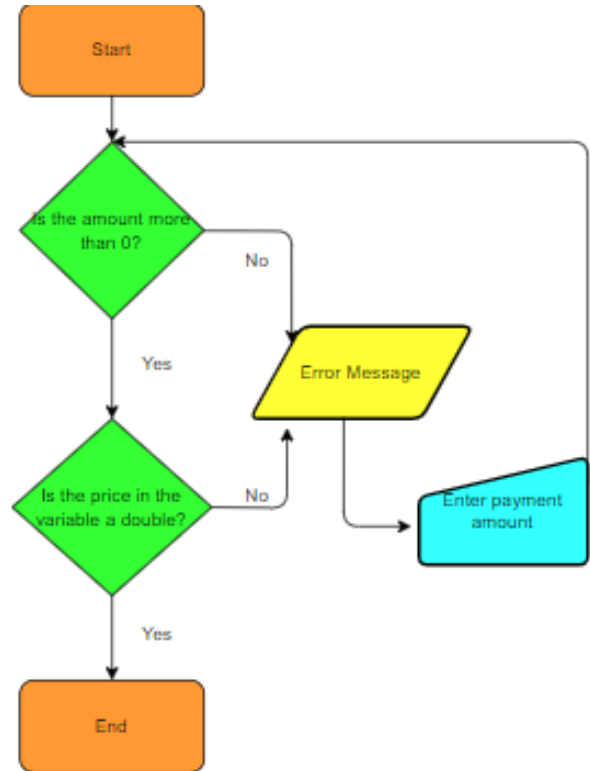 Start
Is the amount more
than 0?
No
Yes
Error Message
Is the price in the
variable a double?
No
Enter payment
amount
Yes
End